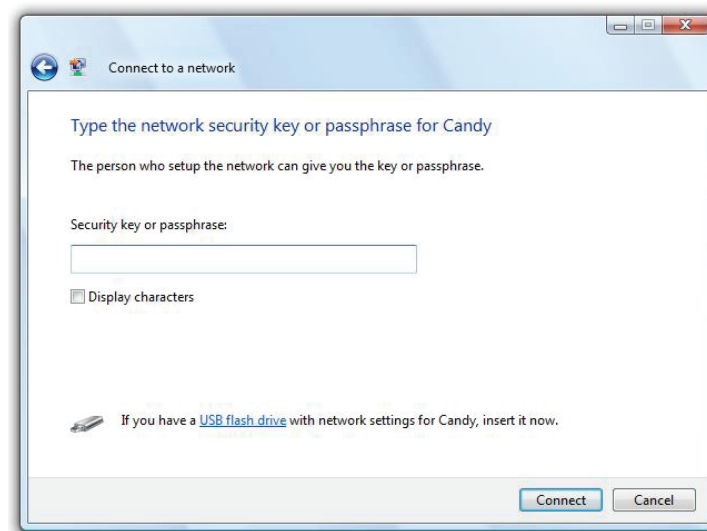 Connect to a network
Type the network security key or passphrase for Candy
The person who setup the network can give you the key or passphrase.
Security key or passphrase:
Display characters
If you have a USB flash drive with network settings for Candy, insert it now.
Connect
Cancel